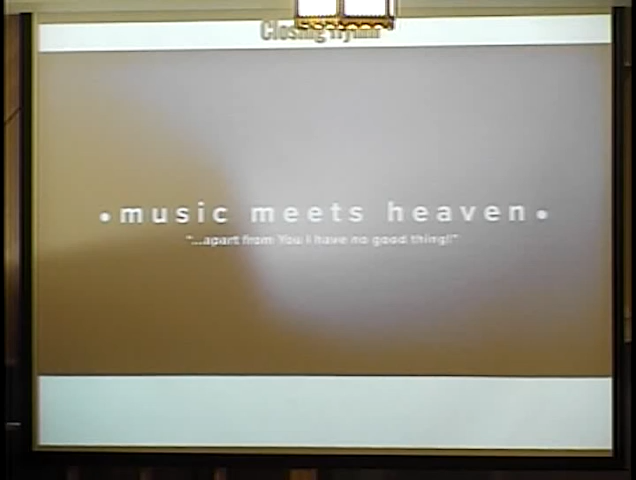 Closing Hymn
•music meets heaven•
"...apart from You I have no good thing!"